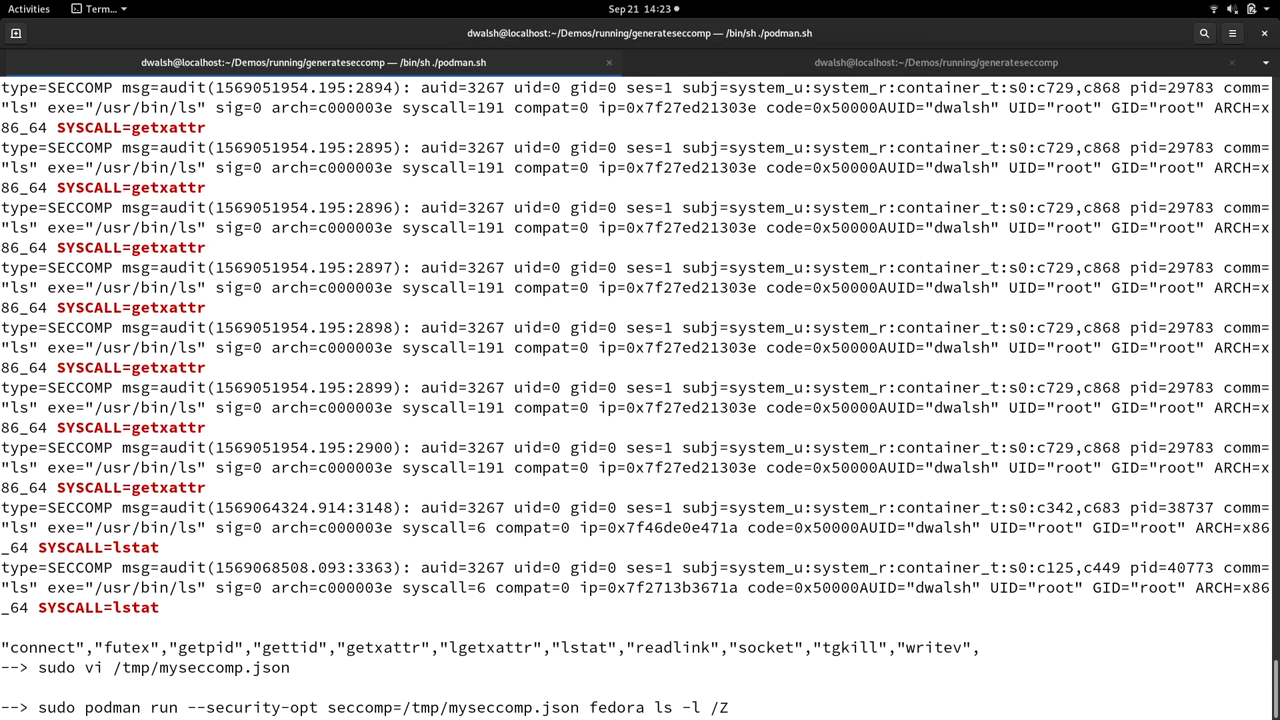 Activities
Term...
Sep 21 14:23
dwalsh@localhost:~/Demos/running/generateseccomp — /bin/sh ./podman.sh
dwalsh@localhost:~/Demos/running/generateseccomp — /bin/sh ./podman.sh
dwalsh@localhost:~/Demos/running/generateseccomp
type=SECCOMP msg=audit(1569051954.195:2894): auid=3267 uid=0 gid=0 ses=1 subj=system_u:system_r:container_t:s0:c729,c868 pid=29783 comm=
"ls" exe="/usr/bin/ls" sig=0 arch=c000003e syscall=191 compat=0 ip=0x7f27ed21303e code=0x50000AUID="dwalsh" UID="root" GID="root" ARCH=x
86_64 SYSCALL=getxattr
type=SECCOMP msg=audit(1569051954.195:2895): auid=3267 uid=0 gid=0 ses=1 subj=system_u:system_r:container_t:s0:c729,c868 pid=29783 comm=
"ls" exe="/usr/bin/ls" sig=0 arch=c000003e syscall=191 compat=0 ip=0x7f27ed21303e code=0x50000AUID="dwalsh" UID="root" GID="root" ARCH=x
86_64 SYSCALL=getxattr
type=SECCOMP msg=audit(1569051954.195:2896): auid=3267 uid=0 gid=0 ses=1 subj=system_u:system_r:container_t:s0:c729,c868 pid=29783 comm=
"ls" exe="/usr/bin/ls" sig=0 arch=c000003e syscall=191 compat=0 ip=0x7f27ed21303e code=0x50000AUID="dwalsh" UID="root" GID="root" ARCH=x
86_64 SYSCALL=getxattr
type=SECCOMP msg=audit(1569051954.195:2897): auid=3267 uid=0 gid=0 ses=1 subj=system_u:system_r:container_t:s0:c729,c868 pid=29783 comm=
"ls" exe="/usr/bin/ls" sig=0 arch=c000003e syscall=191 compat=0 ip=0x7f27ed21303e code=0x50000AUID="dwalsh" UID="root" GID="root" ARCH=x
86_64 SYSCALL=getxattr
type=SECCOMP msg=audit(1569051954.195:2898): auid=3267 uid=0 gid=0 ses=1 subj=system_u:system_r:container_t:s0:c729,c868 pid=29783 comm=
"ls" exe="/usr/bin/ls" sig=0 arch=c000003e syscall=191 compat=0 ip=0x7f27ed21303e code=0x50000AUID="dwalsh" UID="root" GID="root" ARCH=x
86_64 SYSCALL=getxattr
type=SECCOMP msg=audit(1569051954.195:2899): auid=3267 uid=0 gid=0 ses=1 subj=system_u:system_r:container_t:s0:c729,c868 pid=29783 comm=
"ls" exe="/usr/bin/ls" sig=0 arch=c000003e syscall=191 compat=0 ip=0x7f27ed21303e code=0x50000AUID="dwalsh" UID="root" GID="root" ARCH=x
86_64 SYSCALL=getxattr
type=SECCOMP msg=audit(1569051954.195:2900): auid=3267 uid=0 gid=0 ses=1 subj=system_u:system_r:container_t:s0:c729,c868 pid=29783 comm=
"ls" exe="/usr/bin/ls" sig=0 arch=c000003e syscall=191 compat=0 ip=0x7f27ed21303e code=0x50000AUID="dwalsh" UID="root" GID="root" ARCH=x
86_64 SYSCALL=getxattr
type=SECCOMP msg=audit(1569064324.914:3148): auid=3267 uid=0 gid=0 ses=1 subj=system_u:system_r:container_t:s0:c342,c683 pid=38737 comm=
"ls" exe="/usr/bin/ls" sig=0 arch=c000003e syscall=6 compat=0 ip=0x7f46de0e471a code=0x50000AUID="dwalsh" UID="root" GID="root" ARCH=x86
_64 SYSCALL=lstat
type=SECCOMP msg=audit(1569068508.093:3363): auid=3267 uid=0 gid=0 ses=1 subj=system_u:system_r:container_t:s0:c125,c449 pid=40773 comm=
"ls" exe="/usr/bin/ls" sig=0 arch=c000003e syscall=6 compat=0 ip=0x7f2713b3671a code=0x50000AUID="dwalsh" UID="root" GID="root" ARCH=x86
_64 SYSCALL=lstat
"connect","futex","getpid","gettid","getxattr","lgetxattr","lstat","readlink","socket","tgkill","writev",
--> sudo vi /tmp/myseccomp.json
--> sudo podman run --security-opt seccomp=/tmp/myseccomp.json fedora ls -l /Z